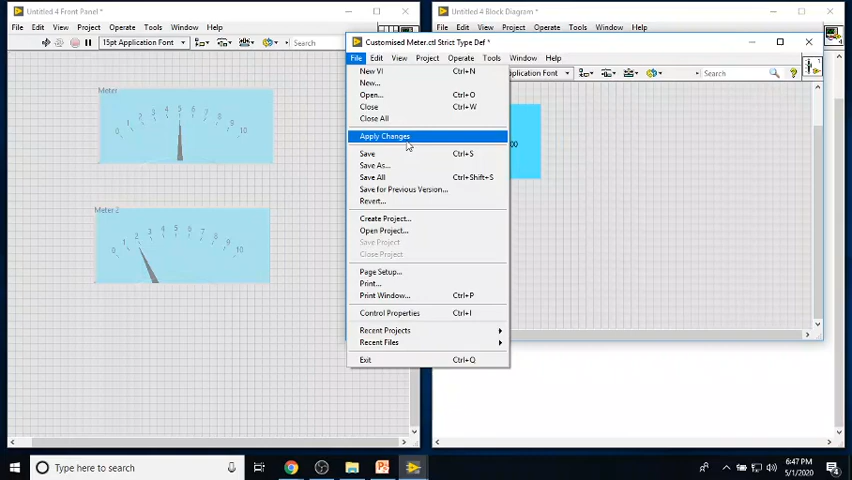 Untitled 4 Front Panel *
File Edit View Project Operate Tools Window
15pt Application Font
Search
Meter
0 1 2 3 4 5 6 7 8 9 10
Meter 2
0 1 2 3 4 5 6 7 8 9 10
Untitled 4 Block Diagram *
File Edit View Project Operate Tools Window
Customised Meter.ctl Strict Type Def *
File Edit View Project Operate Tools Window Help
Application Font
Search
New VI Ctrl+N
New...
Open... Ctrl+O
Close Ctrl+W
Close All
Apply Changes
Save Ctrl+S
Save As...
Save All Ctrl+Shift+S
Save for Previous Version...
Revert...
Create Project...
Open Project...
Save Project
Close Project
Page Setup...
Print...
Print Window... Ctrl+P
Control Properties Ctrl+I
Recent Projects
Recent Files
Exit Ctrl+Q
00
Type here to search
6:47 PM
5/1/2020
4